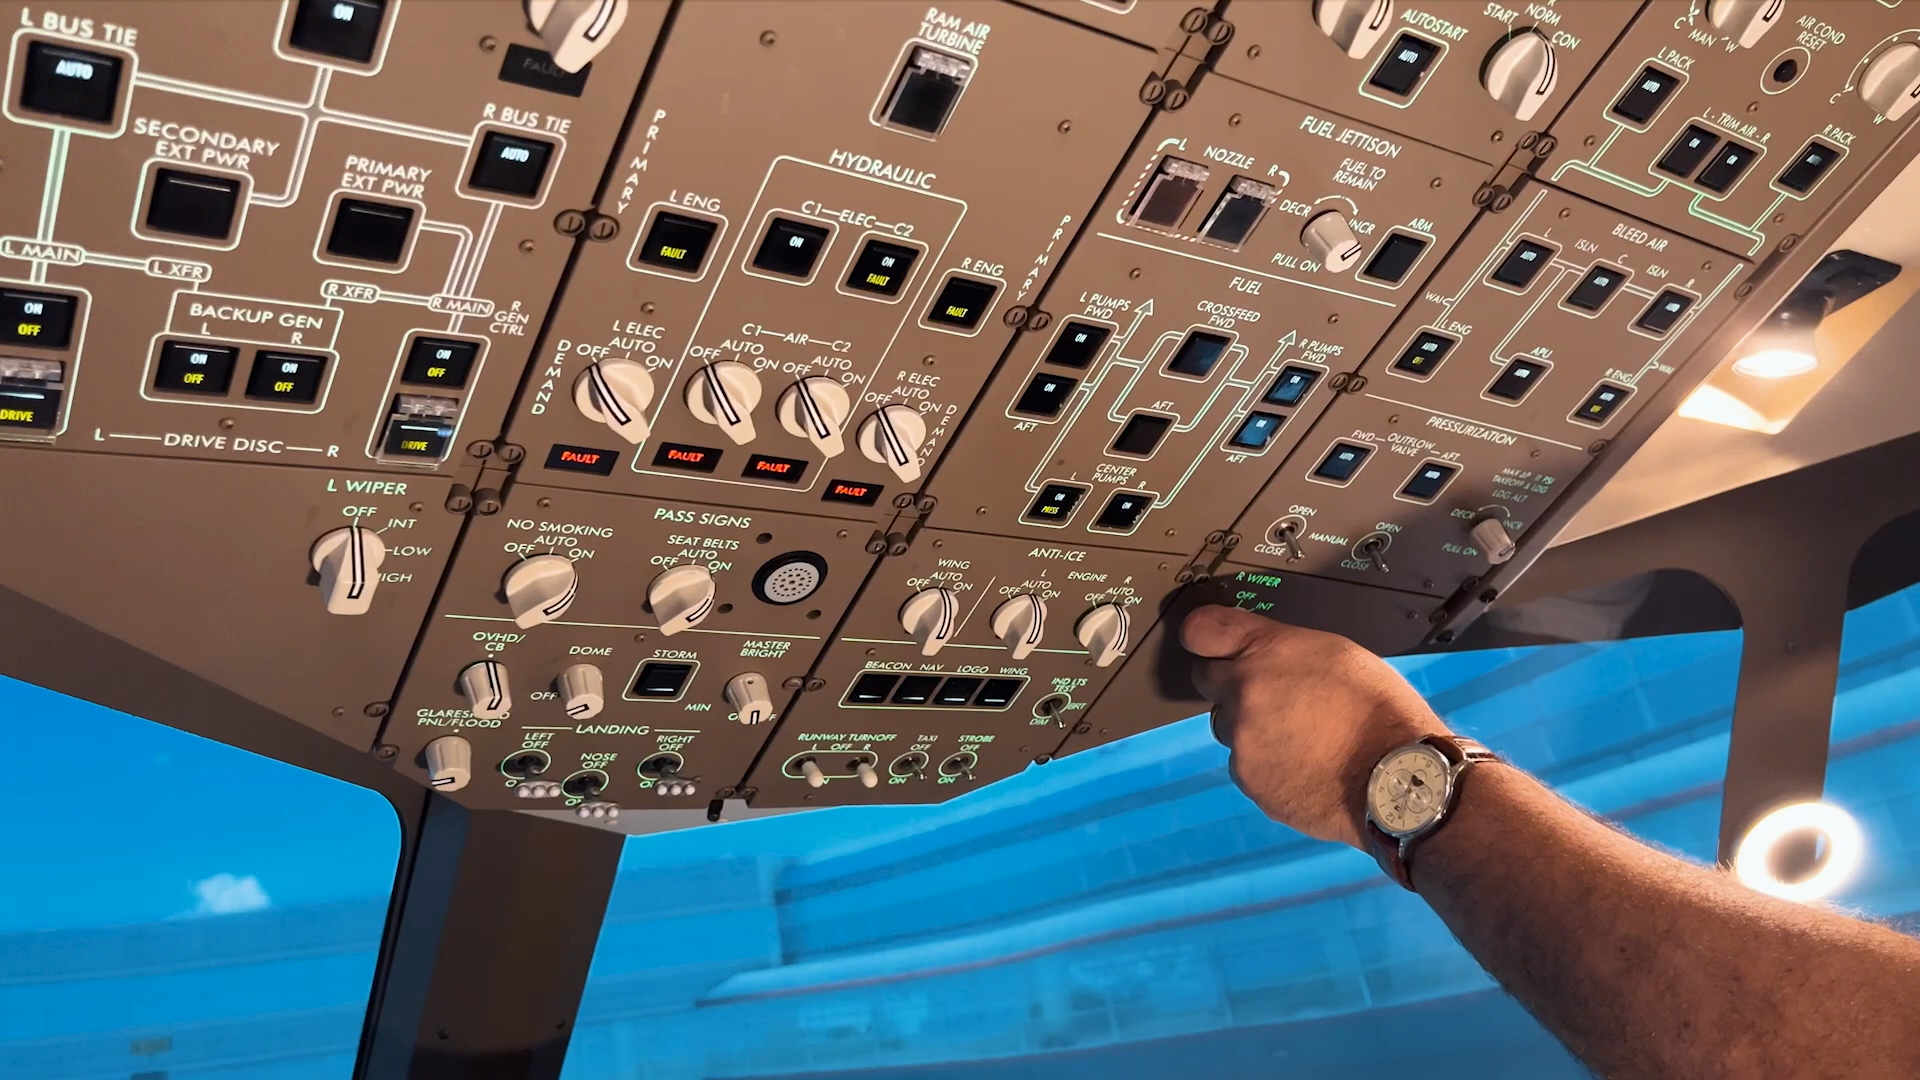 ON
L BUS TIE
AUTO
FAULT
SECONDARY
EXT PWR
PRIMARY
EXT PWR
R BUS TIE
AUTO
L MAIN
L XFR
R XFR
R MAIN
R
GEN
CTRL
BACKUP GEN
L R
ON
OFF
ON
OFF
ON
OFF
ON
OFF
DRIVE
DRIVE
L DRIVE DISC R
L WIPER
OFF
INT
LOW
HIGH
RAM AIR
TURBINE
PRIMARY
HYDRAULIC
PRIMARY
L ENG
FAULT
C1 ELEC C2
ON
ON
FAULT
R ENG
FAULT
DEMAND
L ELEC
OFF AUTO ON
C1 AIR C2
OFF AUTO ON
OFF AUTO ON
R ELEC
OFF AUTO ON
DEMAND
FAULT
FAULT
FAULT
FAULT
PASS SIGNS
NO SMOKING
OFF AUTO ON
SEAT BELTS
OFF AUTO ON
OVHD/
CB
DOME
OFF
STORM
MASTER
BRIGHT
MIN
GLARESHIELD
PNL/FLOOD
LANDING
LEFT
OFF
NOSE
OFF
RIGHT
OFF
ANTI-ICE
WING
OFF AUTO ON
L ENGINE R
OFF AUTO ON
OFF AUTO ON
BEACON NAV LOGO WING
IND LTS
TEST
DIM BRT
RUNWAY TURNOFF
L OFF R
ON
TAXI
OFF
ON
STROBE
OFF
ON
AUTOSTART
AUTO
START NORM CON
FUEL JETTISON
L NOZZLE R
FUEL TO
REMAIN
DECR INCR
PULL ON
ARM
FUEL
L PUMPS
FWD
ON
ON
AFT
CROSSFEED
FWD
AFT
R PUMPS
FWD
ON
ON
AFT
CENTER
L PUMPS R
ON
PRESS
ON
C MAN W
AIR COND
RESET
C W
L PACK
AUTO
L - TRIM AIR - R
ON
ON
R PACK
AUTO
BLEED AIR
L ISLN C ISLN R
AUTO
AUTO
AUTO
WAI
L ENG
AUTO
OFF
APU
AUTO
R ENG
AUTO
OFF
WAI
PRESSURIZATION
FWD OUTFLOW AFT
VALVE
AUTO
AUTO
OPEN
CLOSE
MANUAL
OPEN
CLOSE
TAKEOFF & LDG
LDG ALT
DECR INCR
PULL ON
R WIPER
OFF
INT